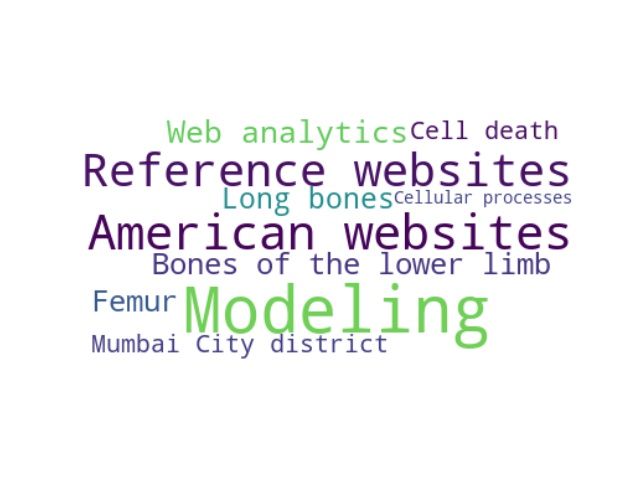 Web analytics
Cell death
Reference websites
Long bones
Cellular processes
American websites
Bones of the lower limb
Femur
Modeling
Mumbai City district